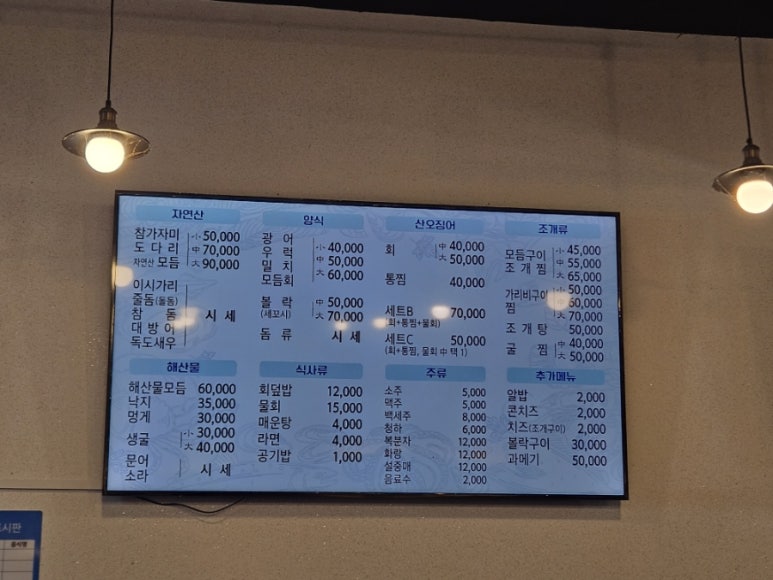 자연산
참가자미 小 50,000
도다리 中 70,000
자연산 모듬 大 90,000
이시가리
줄돔(돌돔)
참돔 시세
대방어
독도새우
양식
광어
우럭 小 40,000
밀치 中 50,000
모듬회 大 60,000
볼락 中 50,000
(세꼬시) 大 70,000
돔류 시세
산오징어
회 中 40,000
大 50,000
통찜 40,000
세트B 70,000
(회+통찜+물회)
세트C 50,000
(회+통찜, 물회 中 택 1)
조개류
小 45,000
모듬구이 中 55,000
조개찜 大 65,000
小 50,000
가리비구이 中 60,000
찜 大 70,000
조개탕 50,000
굴찜 中 40,000
大 50,000
해산물
해산물모듬 60,000
낙지 35,000
멍게 30,000
생굴 小 30,000
大 40,000
문어 시세
소라
식사류
회덮밥 12,000
물회 15,000
매운탕 4,000
라면 4,000
공기밥 1,000
주류
소주 5,000
맥주 5,000
백세주 8,000
청하 6,000
복분자 12,000
화랑 12,000
설중매 12,000
음료수 2,000
추가메뉴
알밥 2,000
콘치즈 2,000
치즈(조개구이) 2,000
볼락구이 30,000
과메기 50,000
시판